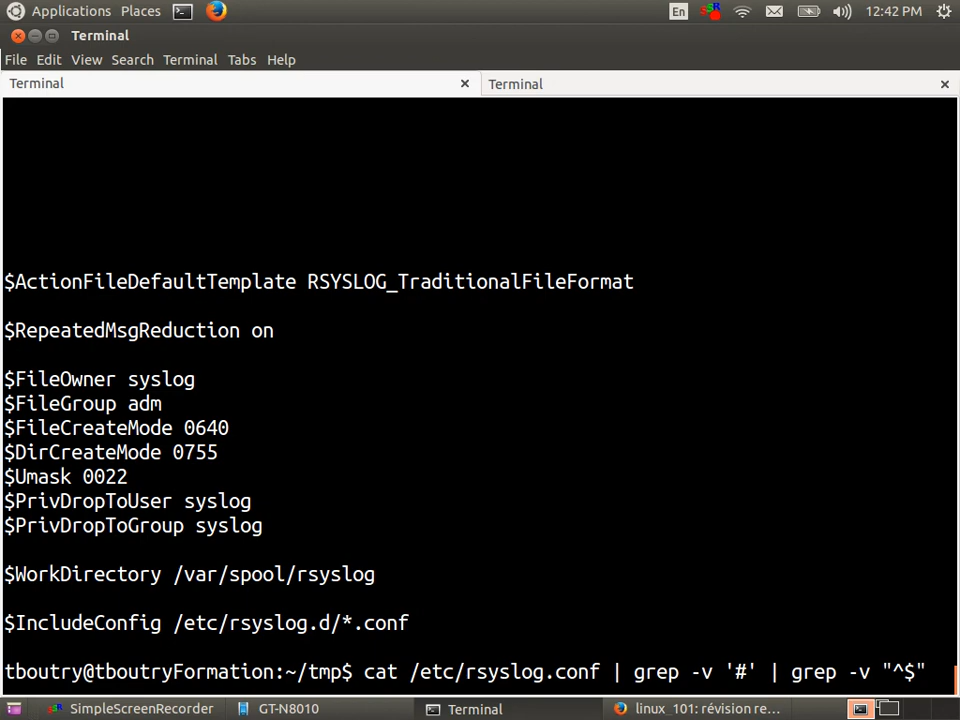 Applications Places En 12:42 PM
Terminal
File Edit View Search Terminal Tabs Help
Terminal Terminal
$ActionFileDefaultTemplate RSYSLOG_TraditionalFileFormat
$RepeatedMsgReduction on
$FileOwner syslog
$FileGroup adm
$FileCreateMode 0640
$DirCreateMode 0755
$Umask 0022
$PrivDropToUser syslog
$PrivDropToGroup syslog
$WorkDirectory /var/spool/rsyslog
$IncludeConfig /etc/rsyslog.d/*.conf
tboutry@tboutryFormation:~/tmp$ cat /etc/rsyslog.conf | grep -v '#' | grep -v "^$"
SimpleScreenRecorder GT-N8010 Terminal linux_101: révision re...